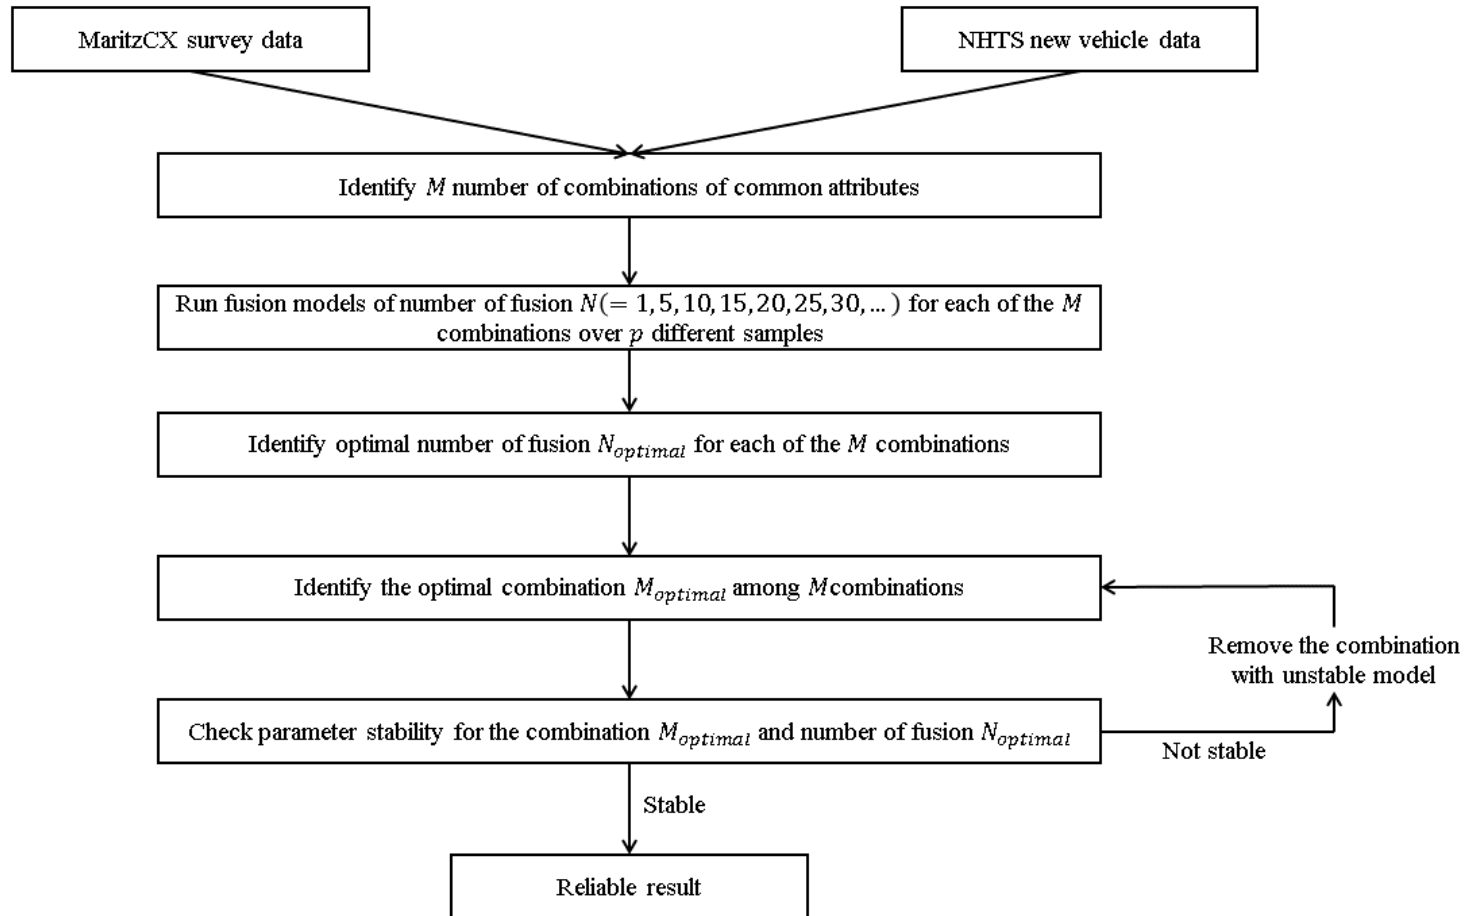 MaritzCX survey data
NHTS new vehicle data
Identify M number of combinations of common attributes
Run fusion models of number of fusion N(= 1,5,10,15,20,25,30,…) for each of the M
combinations over p different samples
Identify optimal number of fusion N_optimal for each of the M combinations
Identify the optimal combination M_optimal among Mcombinations
Remove the combination
with unstable model
Check parameter stability for the combination M_optimal and number of fusion N_optimal
Not stable
Stable
Reliable result